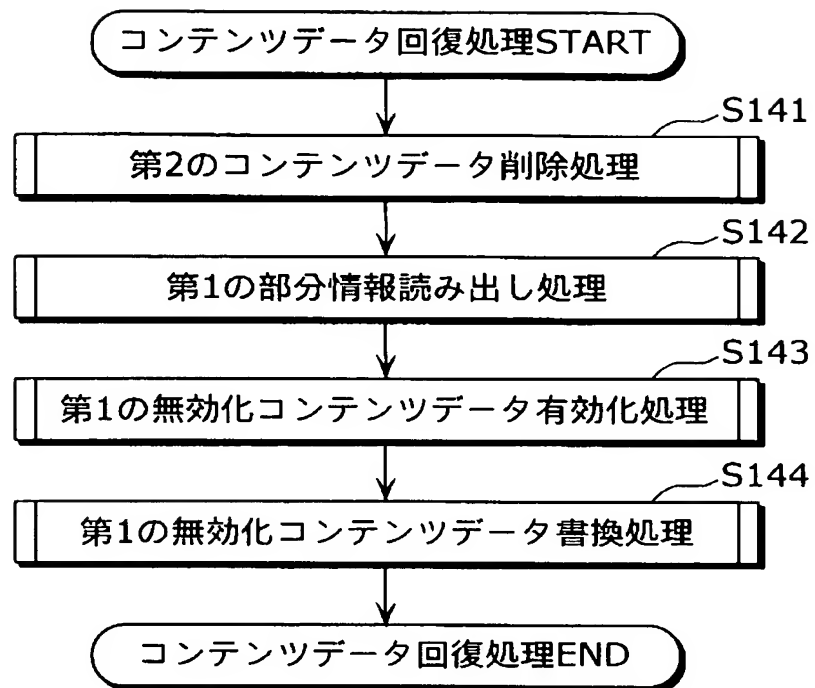 コンテンツデータ回復処理START
S141
第2のコンテンツデータ削除処理
S142
第1の部分情報読み出し処理
S143
第1の無効化コンテンツデータ有効化処理
S144
第1の無効化コンテンツデータ書換処理
コンテンツデータ回復処理END